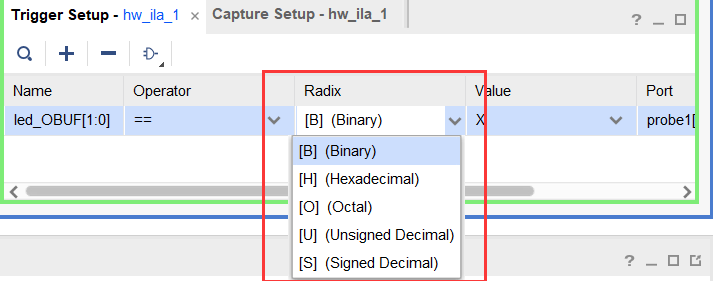 Trigger Setup - hw_ila_1 × Capture Setup - hw_ila_1 ?
Name Operator Radix Value Port
led_OBUF[1:0] == [B] (Binary) X probe1[
[B] (Binary)
[H] (Hexadecimal)
[O] (Octal)
[U] (Unsigned Decimal)
[S] (Signed Decimal)
?